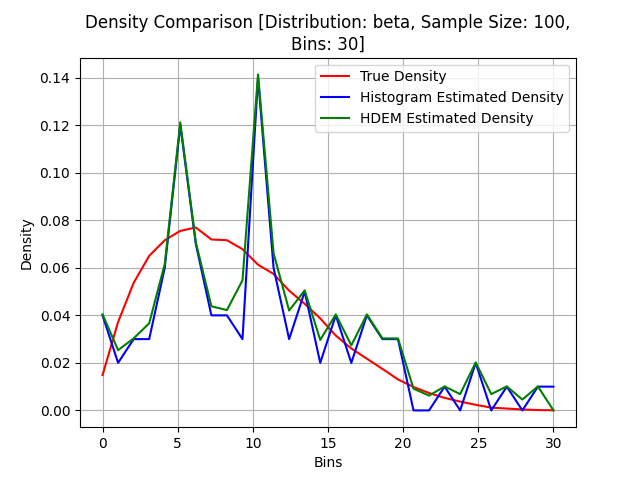 Density Comparison [Distribution: beta, Sample Size: 100,
Bins: 30]
True Density
Histogram Estimated Density
HDEM Estimated Density
Density
0.14
0.12
0.10
0.08
0.06
0.04
0.02
0.00
0 5 10 15 20 25 30
Bins